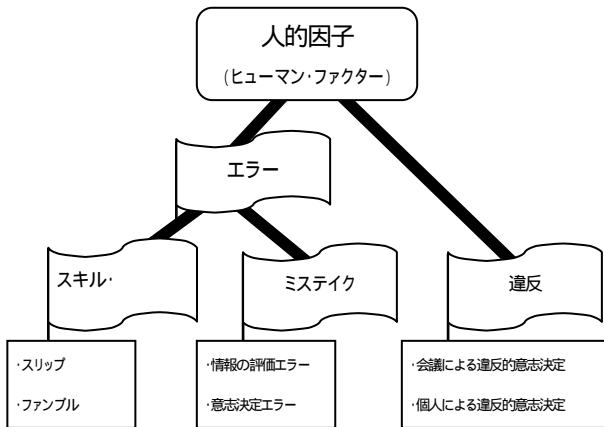 人的因子
(ヒューマン・ファクター)
エラー
スキル・
ミステイク
違反
・スリップ
・ファンブル
・情報の評価エラー
・意志決定エラー
・会議による違反的意志決定
・個人による違反的意志決定